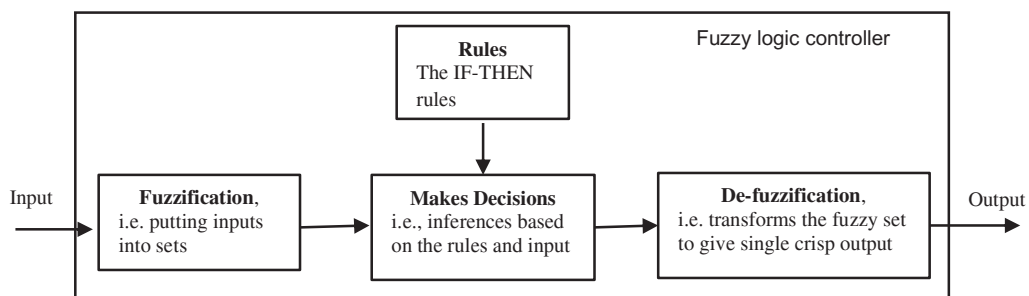 Fuzzy logic controller
Rules
The IF-THEN
rules
Input
Fuzzification,
i.e. putting inputs
into sets
Makes Decisions
i.e., inferences based
on the rules and input
De-fuzzification,
i.e. transforms the fuzzy set
to give single crisp output
Output